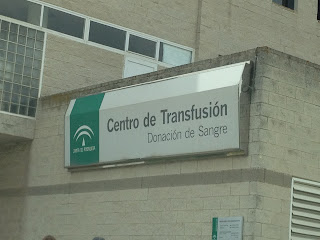 Centro de Transfusión
Donación de Sangre